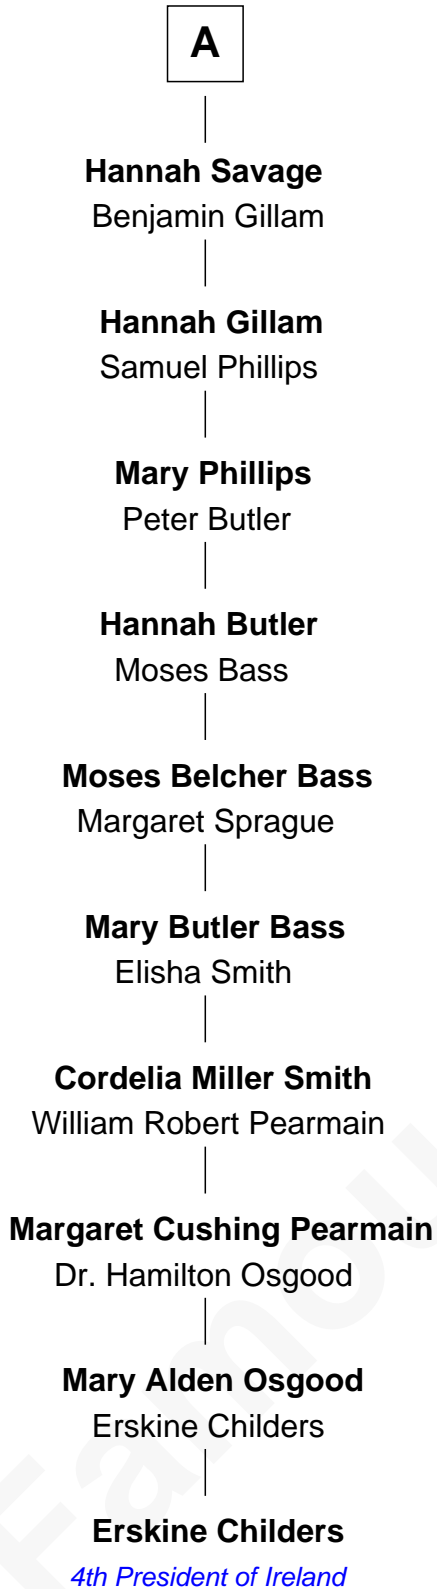 A
Hannah Savage
Benjamin Gillam
Hannah Gillam
Samuel Phillips
Mary Phillips
Peter Butler
Hannah Butler
Moses Bass
Moses Belcher Bass
Margaret Sprague
Mary Butler Bass
Elisha Smith
Cordelia Miller Smith
William Robert Pearmain
Margaret Cushing Pearmain
Dr. Hamilton Osgood
Mary Alden Osgood
Erskine Childers
Erskine Childers
4th President of Ireland